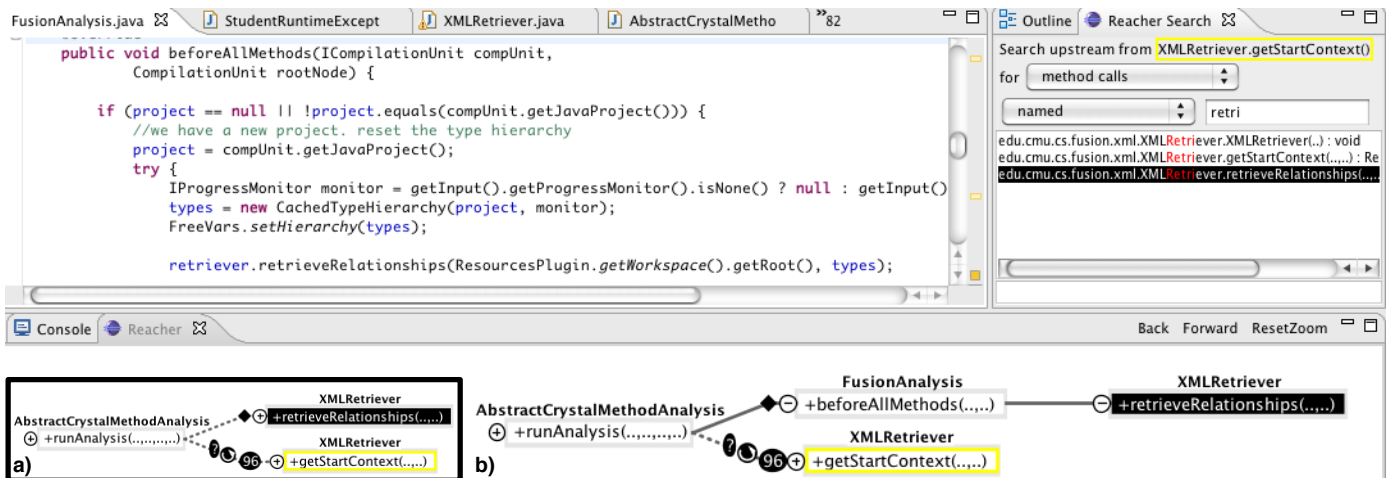 FusionAnalysis.java StudentRuntimeExcept XMLRetriever.java AbstractCrystalMetho »82
public void beforeAllMethods(ICompilationUnit compUnit,
CompilationUnit rootNode) {
if (project == null || !project.equals(compUnit.getJavaProject())) {
//we have a new project. reset the type hierarchy
project = compUnit.getJavaProject();
try {
IProgressMonitor monitor = getInput().getProgressMonitor().isNone() ? null : getInput()
types = new CachedTypeHierarchy(project, monitor);
FreeVars.setHierarchy(types);
retriever.retrieveRelationships(ResourcesPlugin.getWorkspace().getRoot(), types);
Outline Reacher Search
Search upstream from XMLRetriever.getStartContext()
for method calls
named retri
edu.cmu.cs.fusion.xml.XMLRetriever.XMLRetriever(..) : void
edu.cmu.cs.fusion.xml.XMLRetriever.getStartContext(..,..) : Re
edu.cmu.cs.fusion.xml.XMLRetriever.retrieveRelationships(..,..
Console Reacher Back Forward ResetZoom
XMLRetriever
+retrieveRelationships(..,..)
AbstractCrystalMethodAnalysis
+runAnalysis(..,..,..,..)
XMLRetriever
? 96 +getStartContext(..,..)
a)
FusionAnalysis XMLRetriever
+beforeAllMethods(..,..) +retrieveRelationships(..,..)
AbstractCrystalMethodAnalysis
+runAnalysis(..,..,..,..)
XMLRetriever
? 96 +getStartContext(..,..)
b)